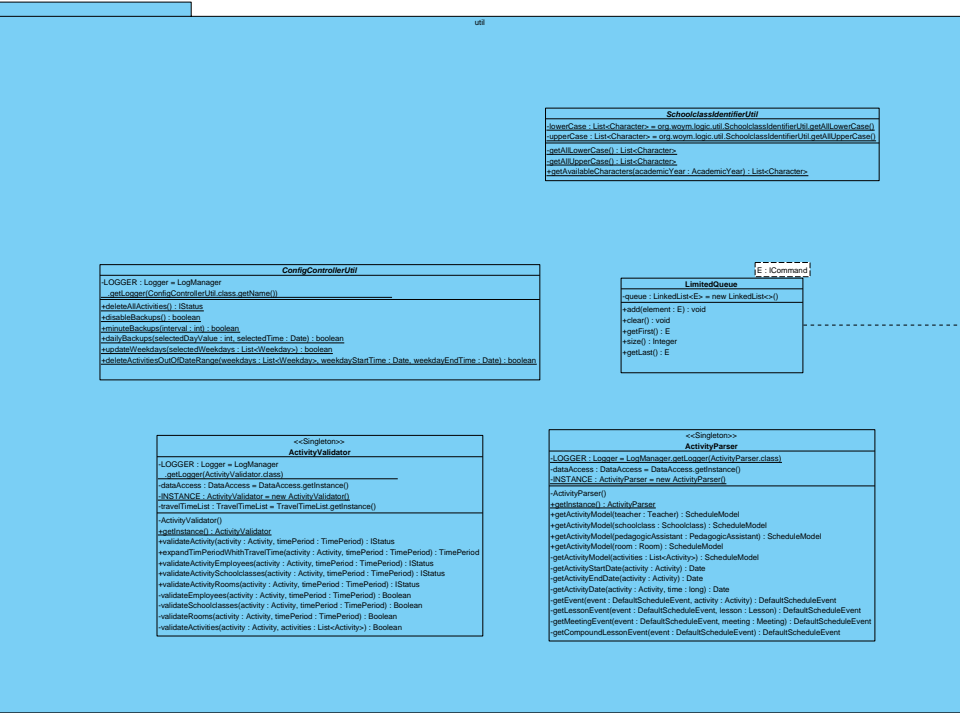 util
SchoolclassIdentifierUtil
-lowerCase : List<Character> = org.woym.logic.util.SchoolclassIdentifierUtil.getAllLowerCase()
-upperCase : List<Character> = org.woym.logic.util.SchoolclassIdentifierUtil.getAllUpperCase()
-getAllLowerCase() : List<Character>
-getAllUpperCase() : List<Character>
+getAvailableCharacters(academicYear : AcademicYear) : List<Character>
ConfigControllerUtil
-LOGGER : Logger = LogManager
.getLogger(ConfigControllerUtil.class.getName())
+deleteAllActivities() : IStatus
+disableBackups() : boolean
+minuteBackups(interval : int) : boolean
+dailyBackups(selectedDayValue : int, selectedTime : Date) : boolean
+updateWeekdays(selectedWeekdays : List<Weekday>) : boolean
+deleteActivitiesOutOfDateRange(weekdays : List<Weekday>, weekdayStartTime : Date, weekdayEndTime : Date) : boolean
E : ICommand
LimitedQueue
-queue : LinkedList<E> = new LinkedList<>()
+add(element : E) : void
+clear() : void
+getFirst() : E
+size() : Integer
+getLast() : E
<<Singleton>>
ActivityValidator
-LOGGER : Logger = LogManager
.getLogger(ActivityValidator.class)
-dataAccess : DataAccess = DataAccess.getInstance()
-INSTANCE : ActivityValidator = new ActivityValidator()
-travelTimeList : TravelTimeList = TravelTimeList.getInstance()
-ActivityValidator()
+getInstance() : ActivityValidator
+validateActivity(activity : Activity, timePeriod : TimePeriod) : IStatus
+expandTimPeriodWhithTravelTime(activity : Activity, timePeriod : TimePeriod) : TimePeriod
+validateActivityEmployees(activity : Activity, timePeriod : TimePeriod) : IStatus
+validateActivitySchoolclasses(activity : Activity, timePeriod : TimePeriod) : IStatus
+validateActivityRooms(activity : Activity, timePeriod : TimePeriod) : IStatus
-validateEmployees(activity : Activity, timePeriod : TimePeriod) : Boolean
-validateSchoolclasses(activity : Activity, timePeriod : TimePeriod) : Boolean
-validateRooms(activity : Activity, timePeriod : TimePeriod) : Boolean
-validateActivities(activity : Activity, activities : List<Activity>) : Boolean
<<Singleton>>
ActivityParser
-LOGGER : Logger = LogManager.getLogger(ActivityParser.class)
-dataAccess : DataAccess = DataAccess.getInstance()
-INSTANCE : ActivityParser = new ActivityParser()
-ActivityParser()
+getInstance() : ActivityParser
+getActivityModel(teacher : Teacher) : ScheduleModel
+getActivityModel(schoolclass : Schoolclass) : ScheduleModel
+getActivityModel(pedagogicAssistant : PedagogicAssistant) : ScheduleModel
+getActivityModel(room : Room) : ScheduleModel
-getActivityModel(activities : List<Activity>) : ScheduleModel
-getActivityStartDate(activity : Activity) : Date
-getActivityEndDate(activity : Activity) : Date
-getActivityDate(activity : Activity, time : long) : Date
-getEvent(event : DefaultScheduleEvent, activity : Activity) : DefaultScheduleEvent
-getLessonEvent(event : DefaultScheduleEvent, lesson : Lesson) : DefaultScheduleEvent
-getMeetingEvent(event : DefaultScheduleEvent, meeting : Meeting) : DefaultScheduleEvent
-getCompoundLessonEvent(event : DefaultScheduleEvent) : DefaultScheduleEvent